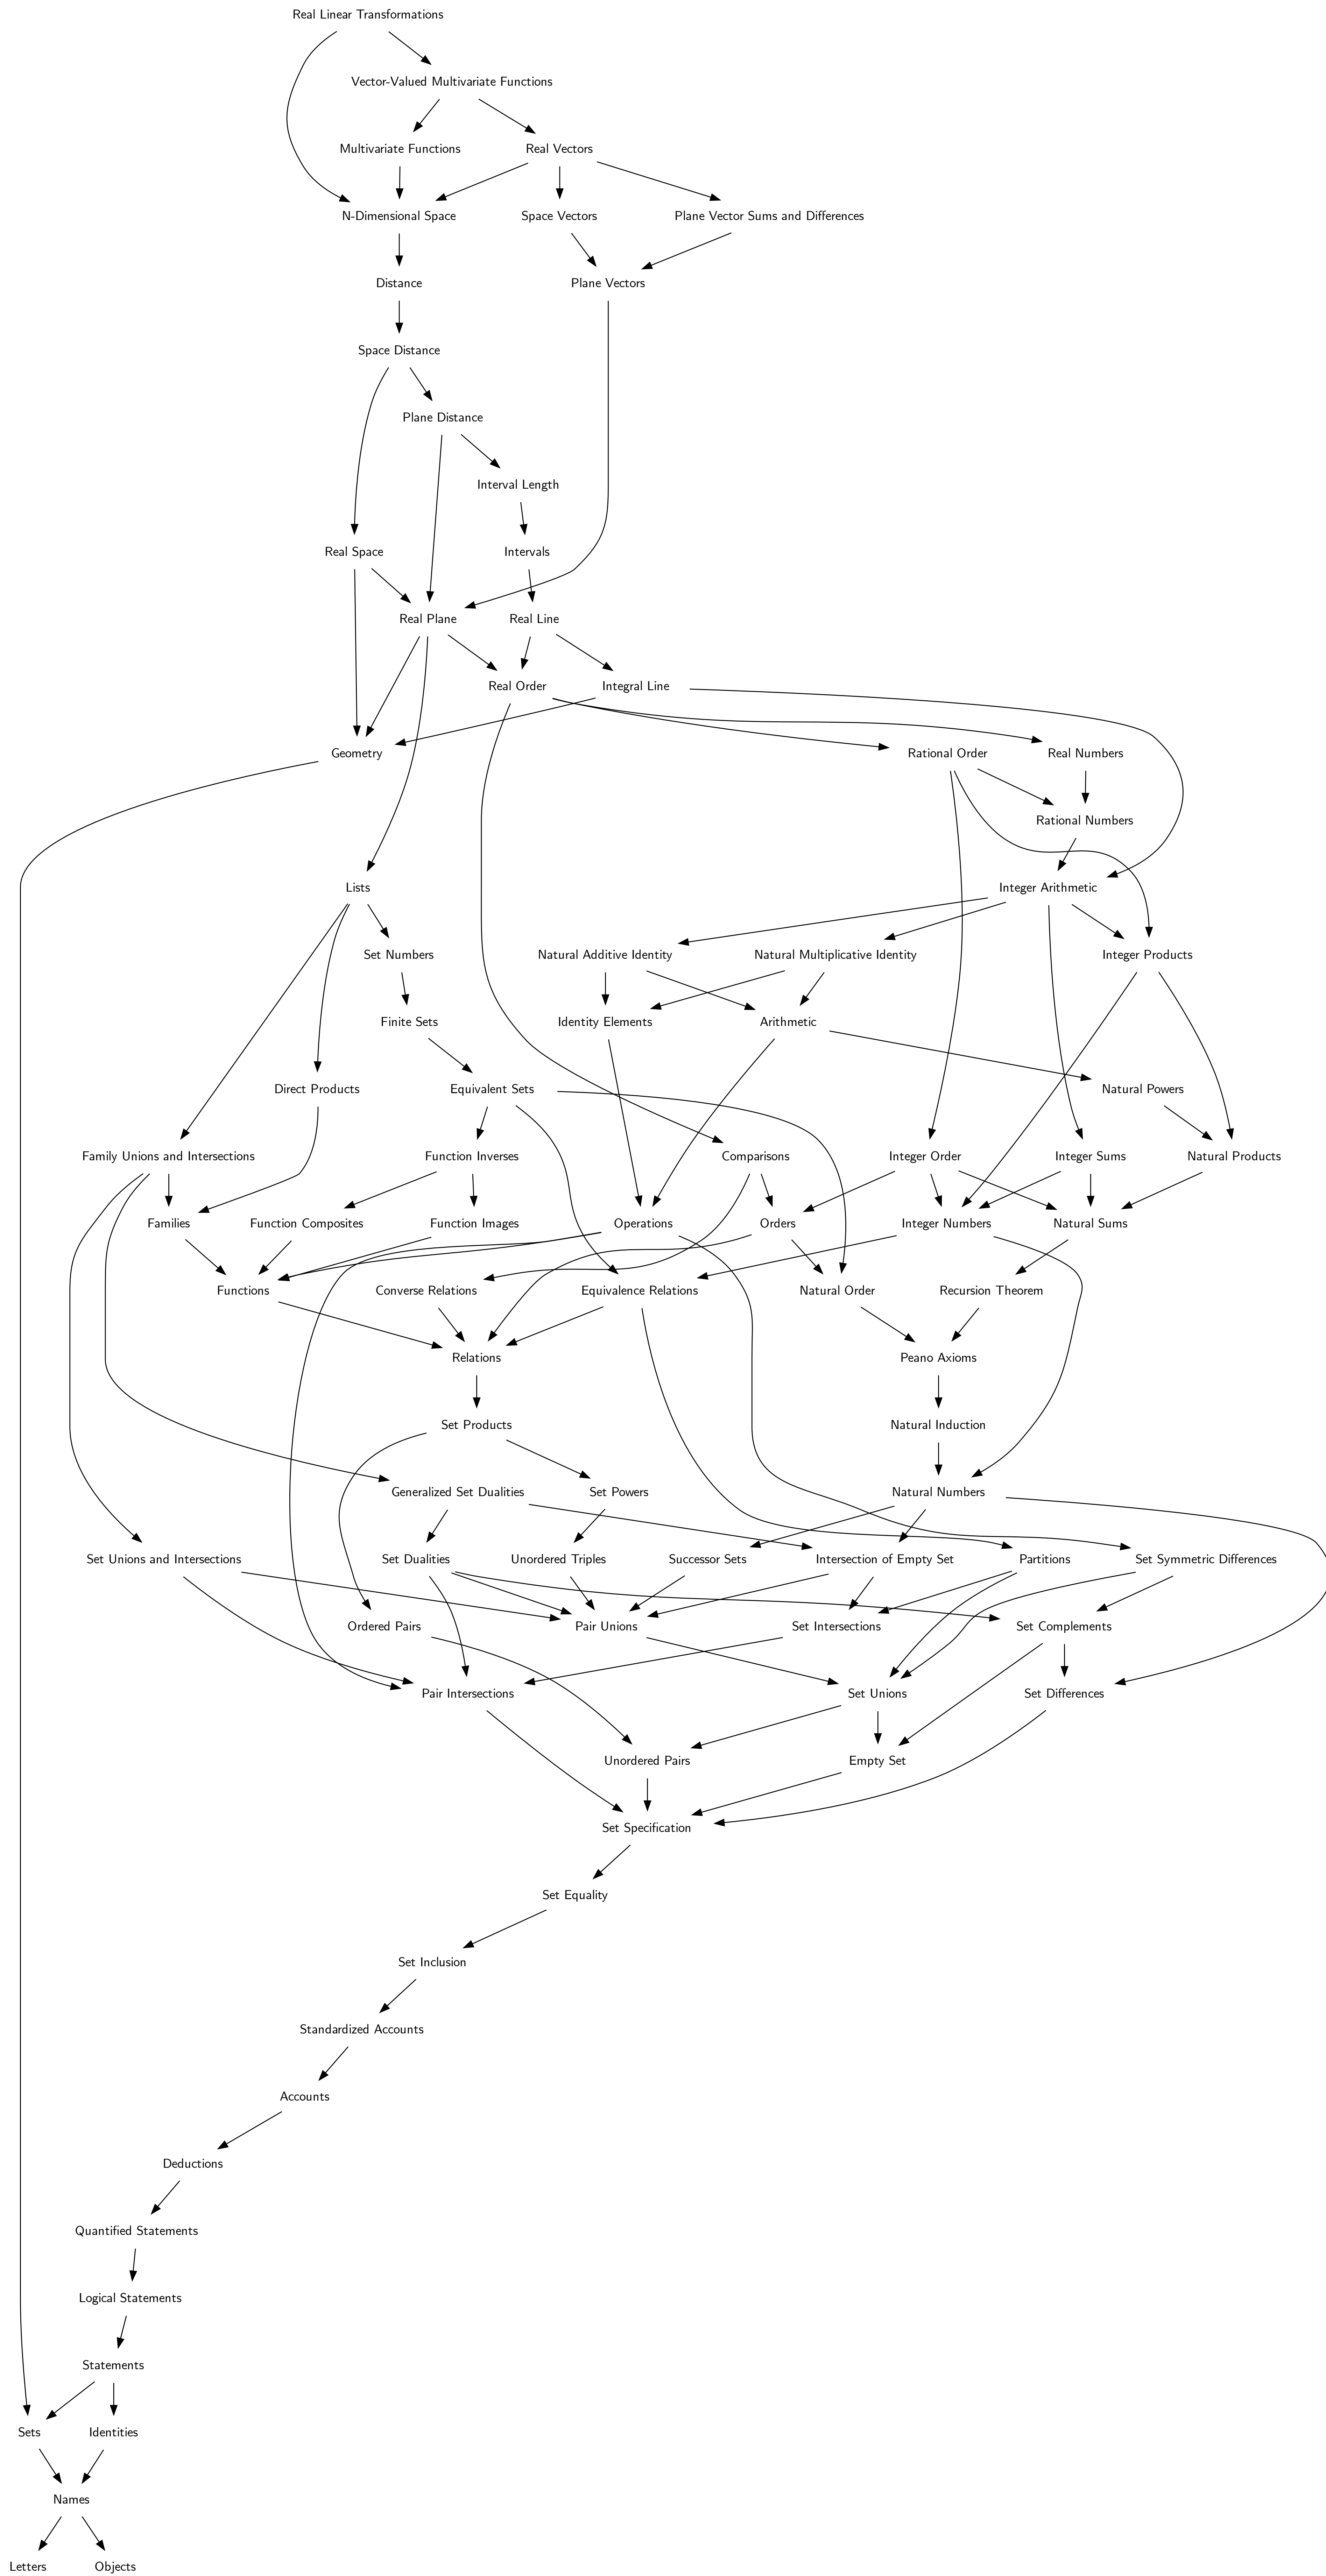 Real Linear Transformations
Vector-Valued Multivariate Functions
Multivariate Functions
Real Vectors
N-Dimensional Space
Space Vectors
Plane Vector Sums and Differences
Distance
Plane Vectors
Space Distance
Plane Distance
Interval Length
Real Space
Intervals
Real Plane
Real Line
Real Order
Integral Line
Geometry
Rational Order
Real Numbers
Rational Numbers
Lists
Integer Arithmetic
Set Numbers
Natural Additive Identity
Natural Multiplicative Identity
Integer Products
Finite Sets
Identity Elements
Arithmetic
Direct Products
Equivalent Sets
Natural Powers
Family Unions and Intersections
Function Inverses
Comparisons
Integer Order
Integer Sums
Natural Products
Families
Function Composites
Function Images
Operations
Orders
Integer Numbers
Natural Sums
Functions
Converse Relations
Equivalence Relations
Natural Order
Recursion Theorem
Relations
Peano Axioms
Set Products
Natural Induction
Generalized Set Dualities
Set Powers
Natural Numbers
Set Unions and Intersections
Set Dualities
Unordered Triples
Successor Sets
Intersection of Empty Set
Partitions
Set Symmetric Differences
Ordered Pairs
Pair Unions
Set Intersections
Set Complements
Pair Intersections
Set Unions
Set Differences
Unordered Pairs
Empty Set
Set Specification
Set Equality
Set Inclusion
Standardized Accounts
Accounts
Deductions
Quantified Statements
Logical Statements
Statements
Sets
Identities
Names
Letters
Objects